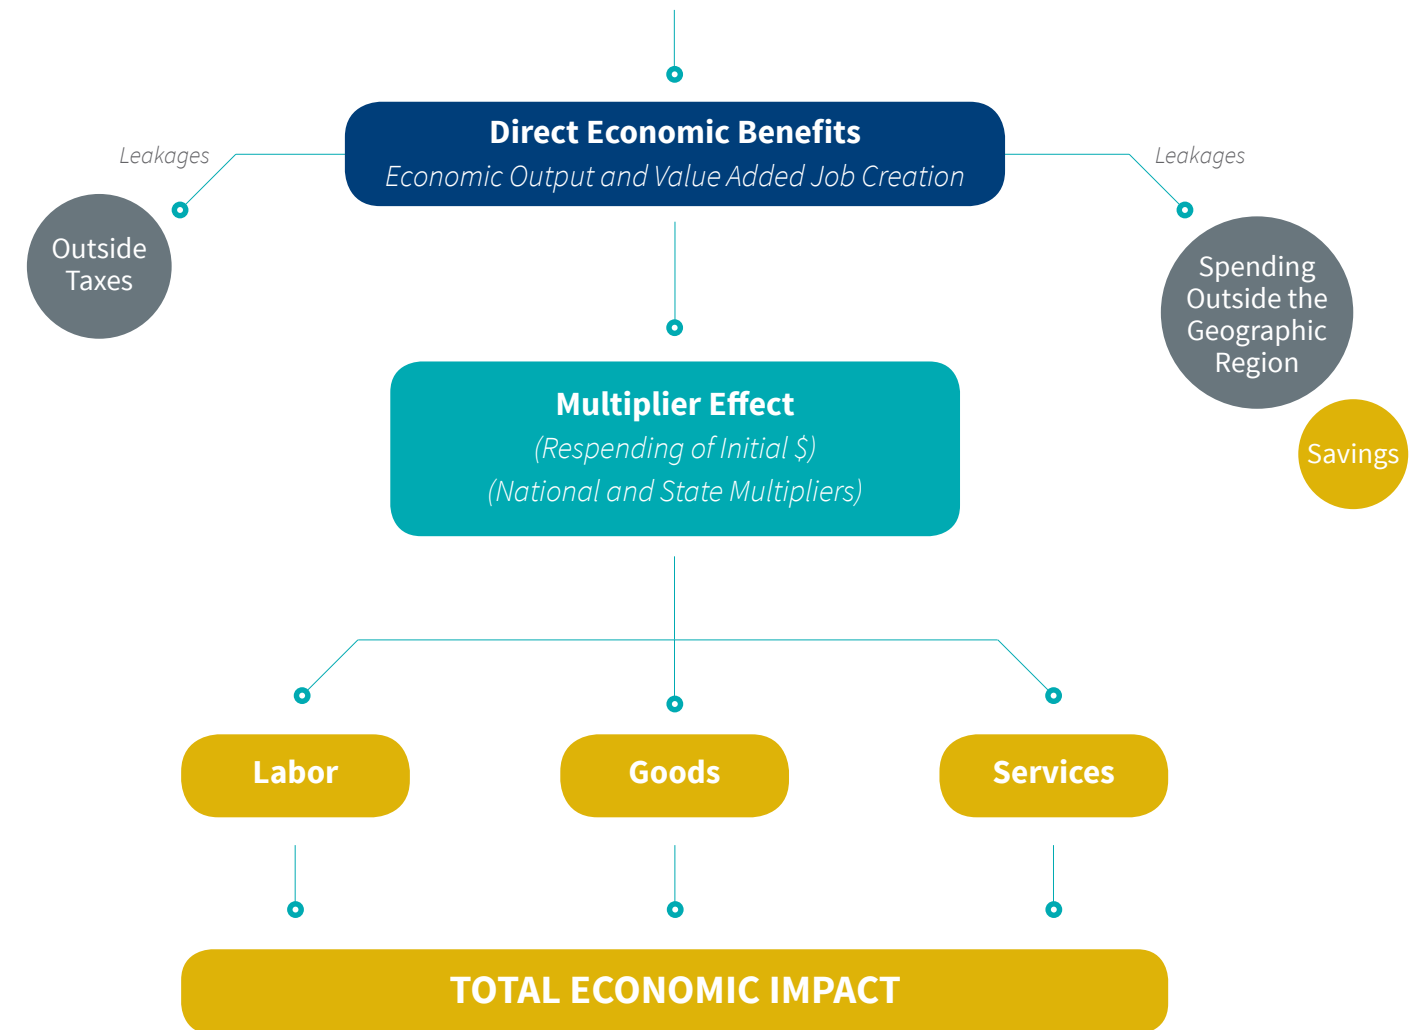 Direct Economic Benefits
Economic Output and Value Added Job Creation
Leakages
Outside
Taxes
Leakages
Spending
Outside the
Geographic
Region
Savings
Multiplier Effect
(Respending of Initial $)
(National and State Multipliers)
Labor
Goods
Services
TOTAL ECONOMIC IMPACT